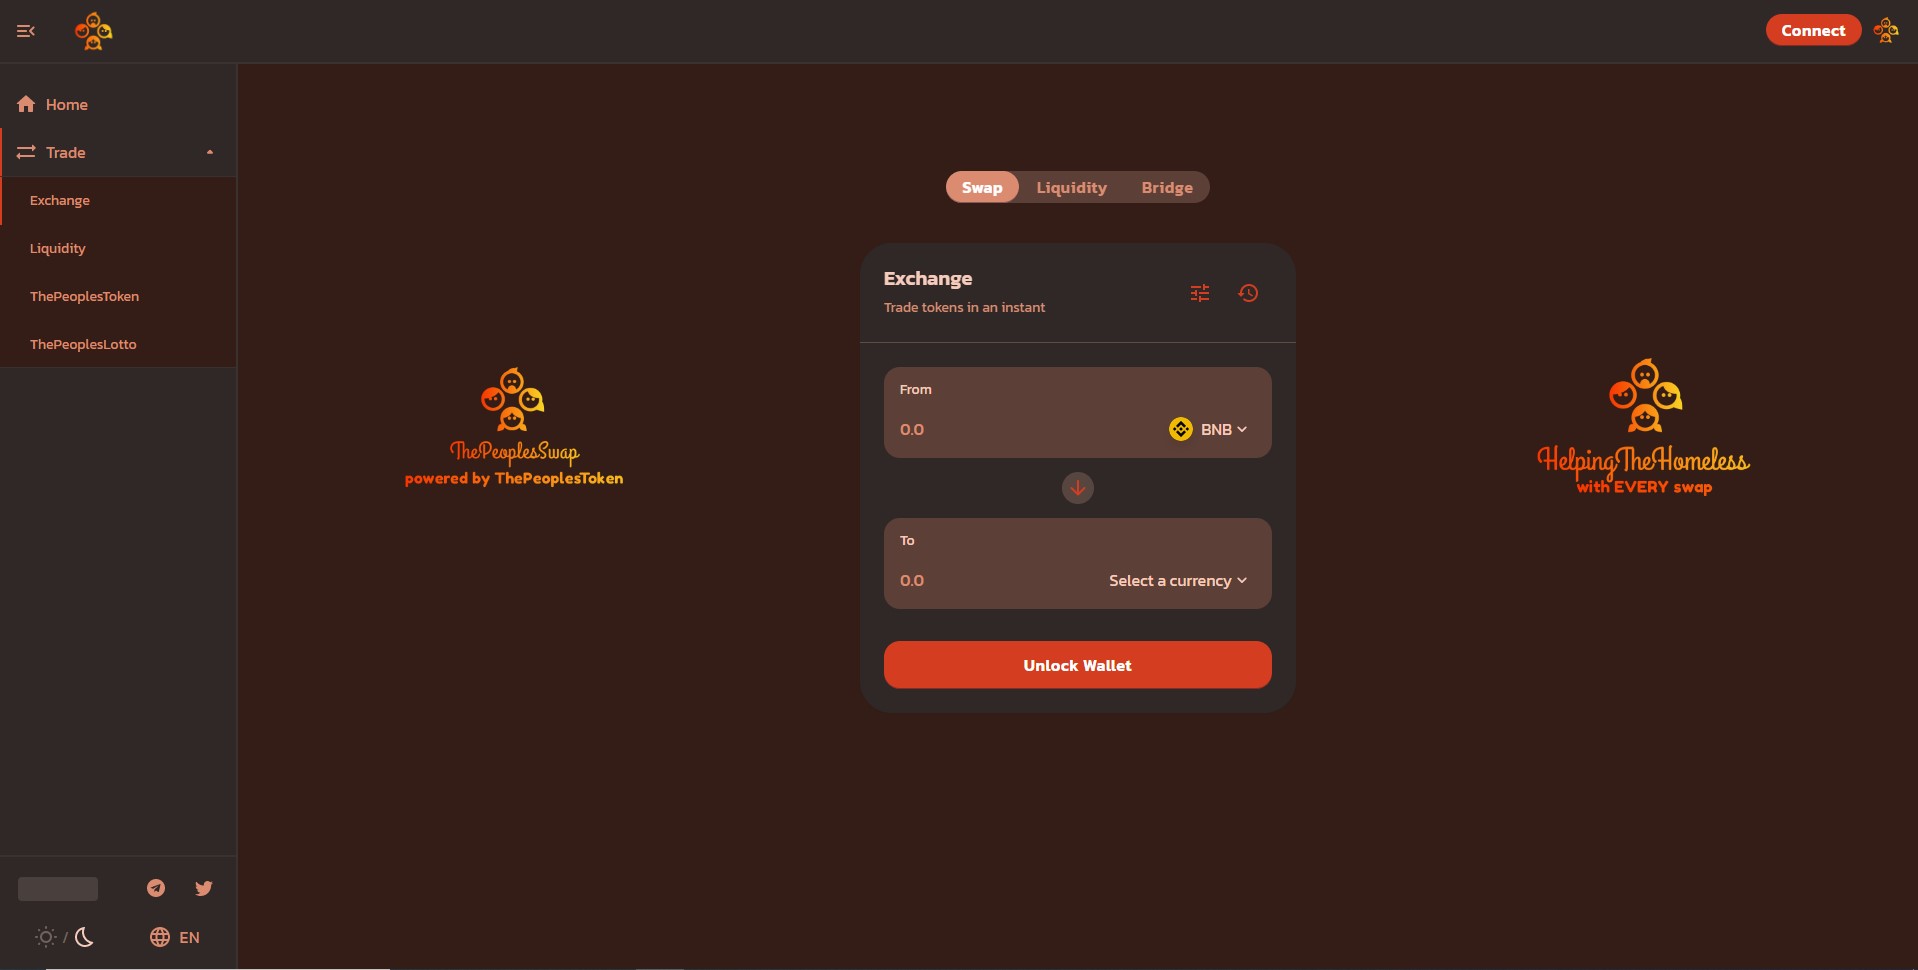 Connect
Home
Trade
Exchange
Liquidity
ThePeoplesToken
ThePeoplesLotto
Swap
Liquidity
Bridge
Exchange
Trade tokens in an instant
From
0.0
BNB
To
0.0
Select a currency
Unlock Wallet
ThePeoplesSwap
powered by ThePeoplesToken
HelpingTheHomeless
with EVERY swap
/
EN